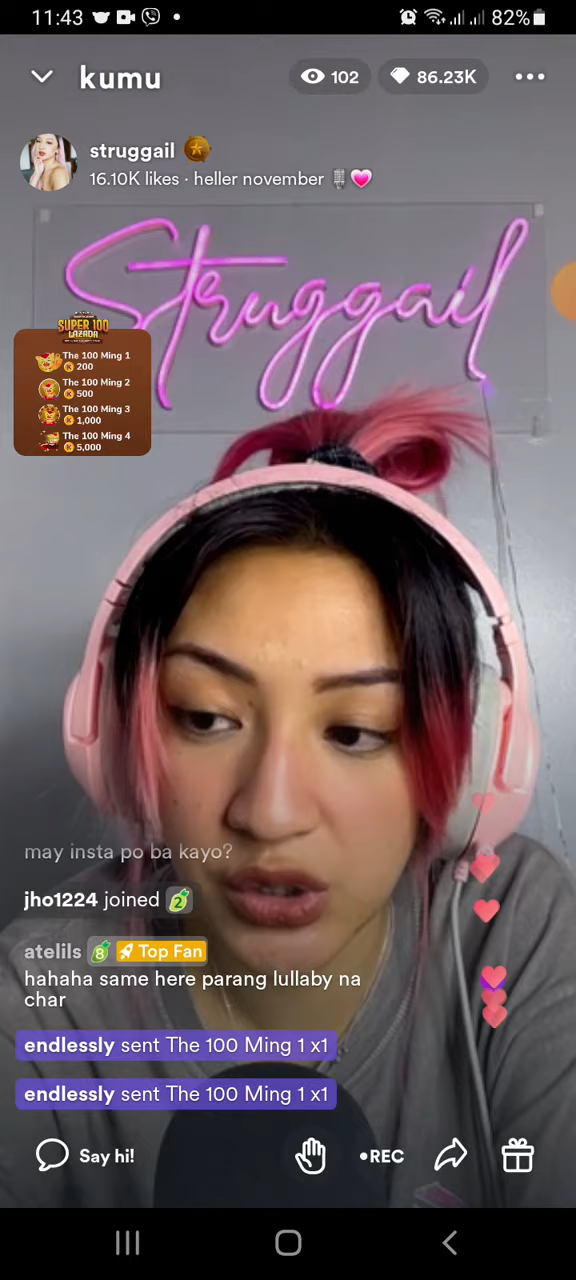 11:43
82%
kumu
102
86.23K
struggail
16.10K likes · heller november
Struggail
SUPER 100
LAZADA
The 100 Ming 1
200
The 100 Ming 2
500
The 100 Ming 3
1,000
The 100 Ming 4
5,000
may insta po ba kayo?
jho1224 joined 2
atelils 8 Top Fan
hahaha same here parang lullaby na
char
endlessly sent The 100 Ming 1 x1
endlessly sent The 100 Ming 1 x1
Say hi!
•REC